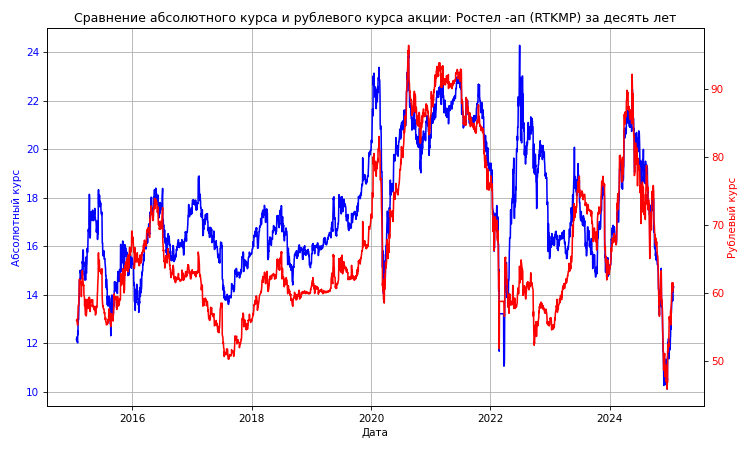 Сравнение абсолютного курса и рублевого курса акции: Ростел -ап (RTKMP) за десять лет
24
22
20
18
16
14
12
10
Абсолютный курс
90
80
70
60
50
Рублевый курс
2016 2018 2020 2022 2024
Дата